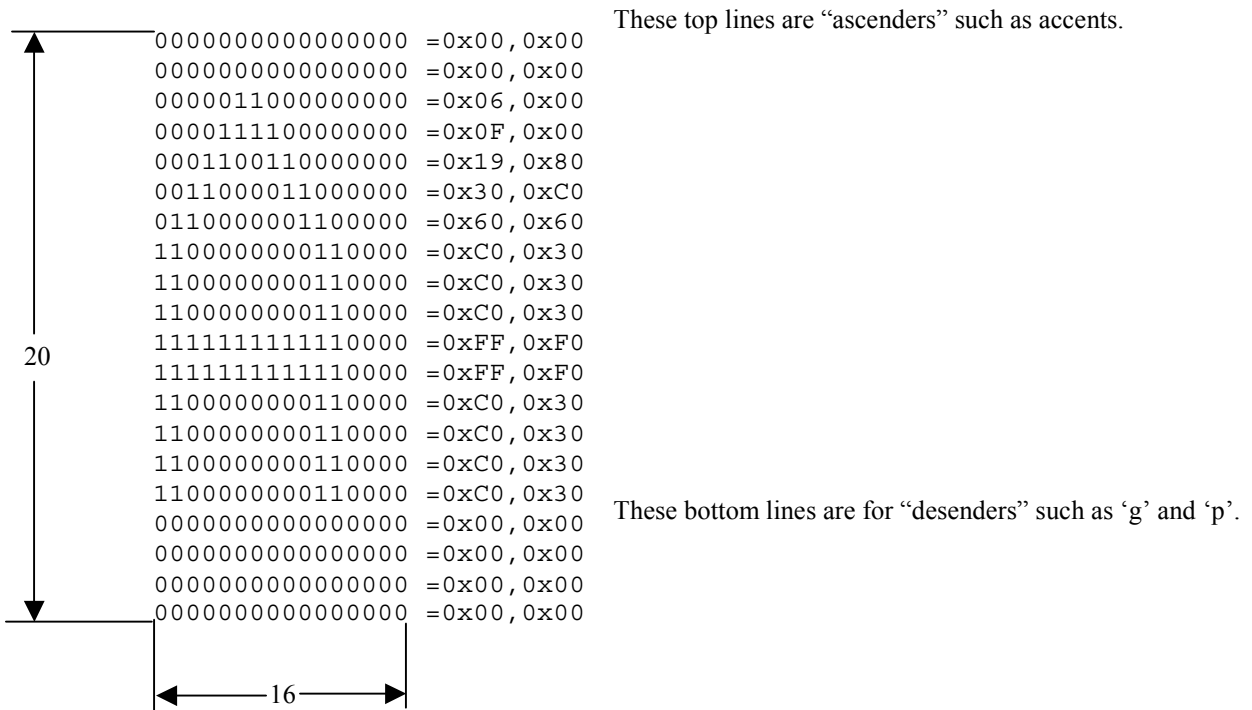 These top lines are “ascenders” such as accents.
0000000000000000 =0x00,0x00
0000000000000000 =0x00,0x00
0000011000000000 =0x06,0x00
0000111100000000 =0x0F,0x00
0001100110000000 =0x19,0x80
0011000011000000 =0x30,0xC0
0110000001100000 =0x60,0x60
1100000000110000 =0xC0,0x30
1100000000110000 =0xC0,0x30
1100000000110000 =0xC0,0x30
1111111111110000 =0xFF,0xF0
20
1111111111110000 =0xFF,0xF0
1100000000110000 =0xC0,0x30
1100000000110000 =0xC0,0x30
1100000000110000 =0xC0,0x30
1100000000110000 =0xC0,0x30
These bottom lines are for “desenders” such as ‘g’ and ‘p’.
0000000000000000 =0x00,0x00
0000000000000000 =0x00,0x00
0000000000000000 =0x00,0x00
0000000000000000 =0x00,0x00
16